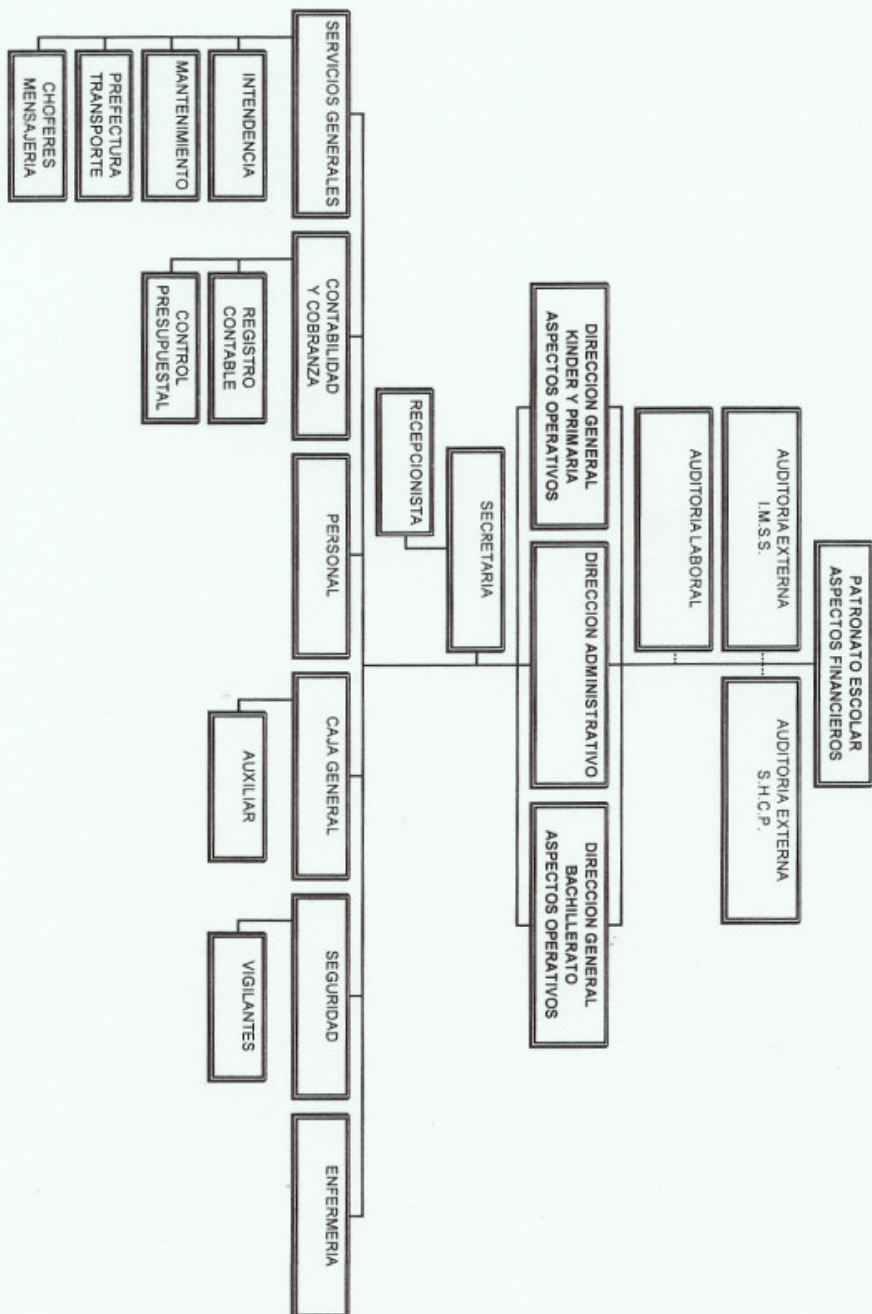 PATRONATO ESCOLAR
ASPECTOS FINANCIEROS
AUDITORIA EXTERNA
I.M.S.S.
AUDITORIA EXTERNA
S.H.C.P.
AUDITORIA LABORAL
DIRECCION GENERAL
KINDER Y PRIMARIA
ASPECTOS OPERATIVOS
DIRECCION ADMINISTRATIVO
DIRECCION GENERAL
BACHILLERATO
ASPECTOS OPERATIVOS
SECRETARIA
RECEPCIONISTA
SERVICIOS GENERALES
INTENDENCIA
MANTENIMIENTO
PREFECTURA
TRANSPORTE
CHOFERES
MENSAJERIA
CONTABILIDAD
Y COBRANZA
REGISTRO
CONTABLE
CONTROL
PRESUPUESTAL
PERSONAL
CAJA GENERAL
AUXILIAR
SEGURIDAD
VIGILANTES
ENFERMERIA